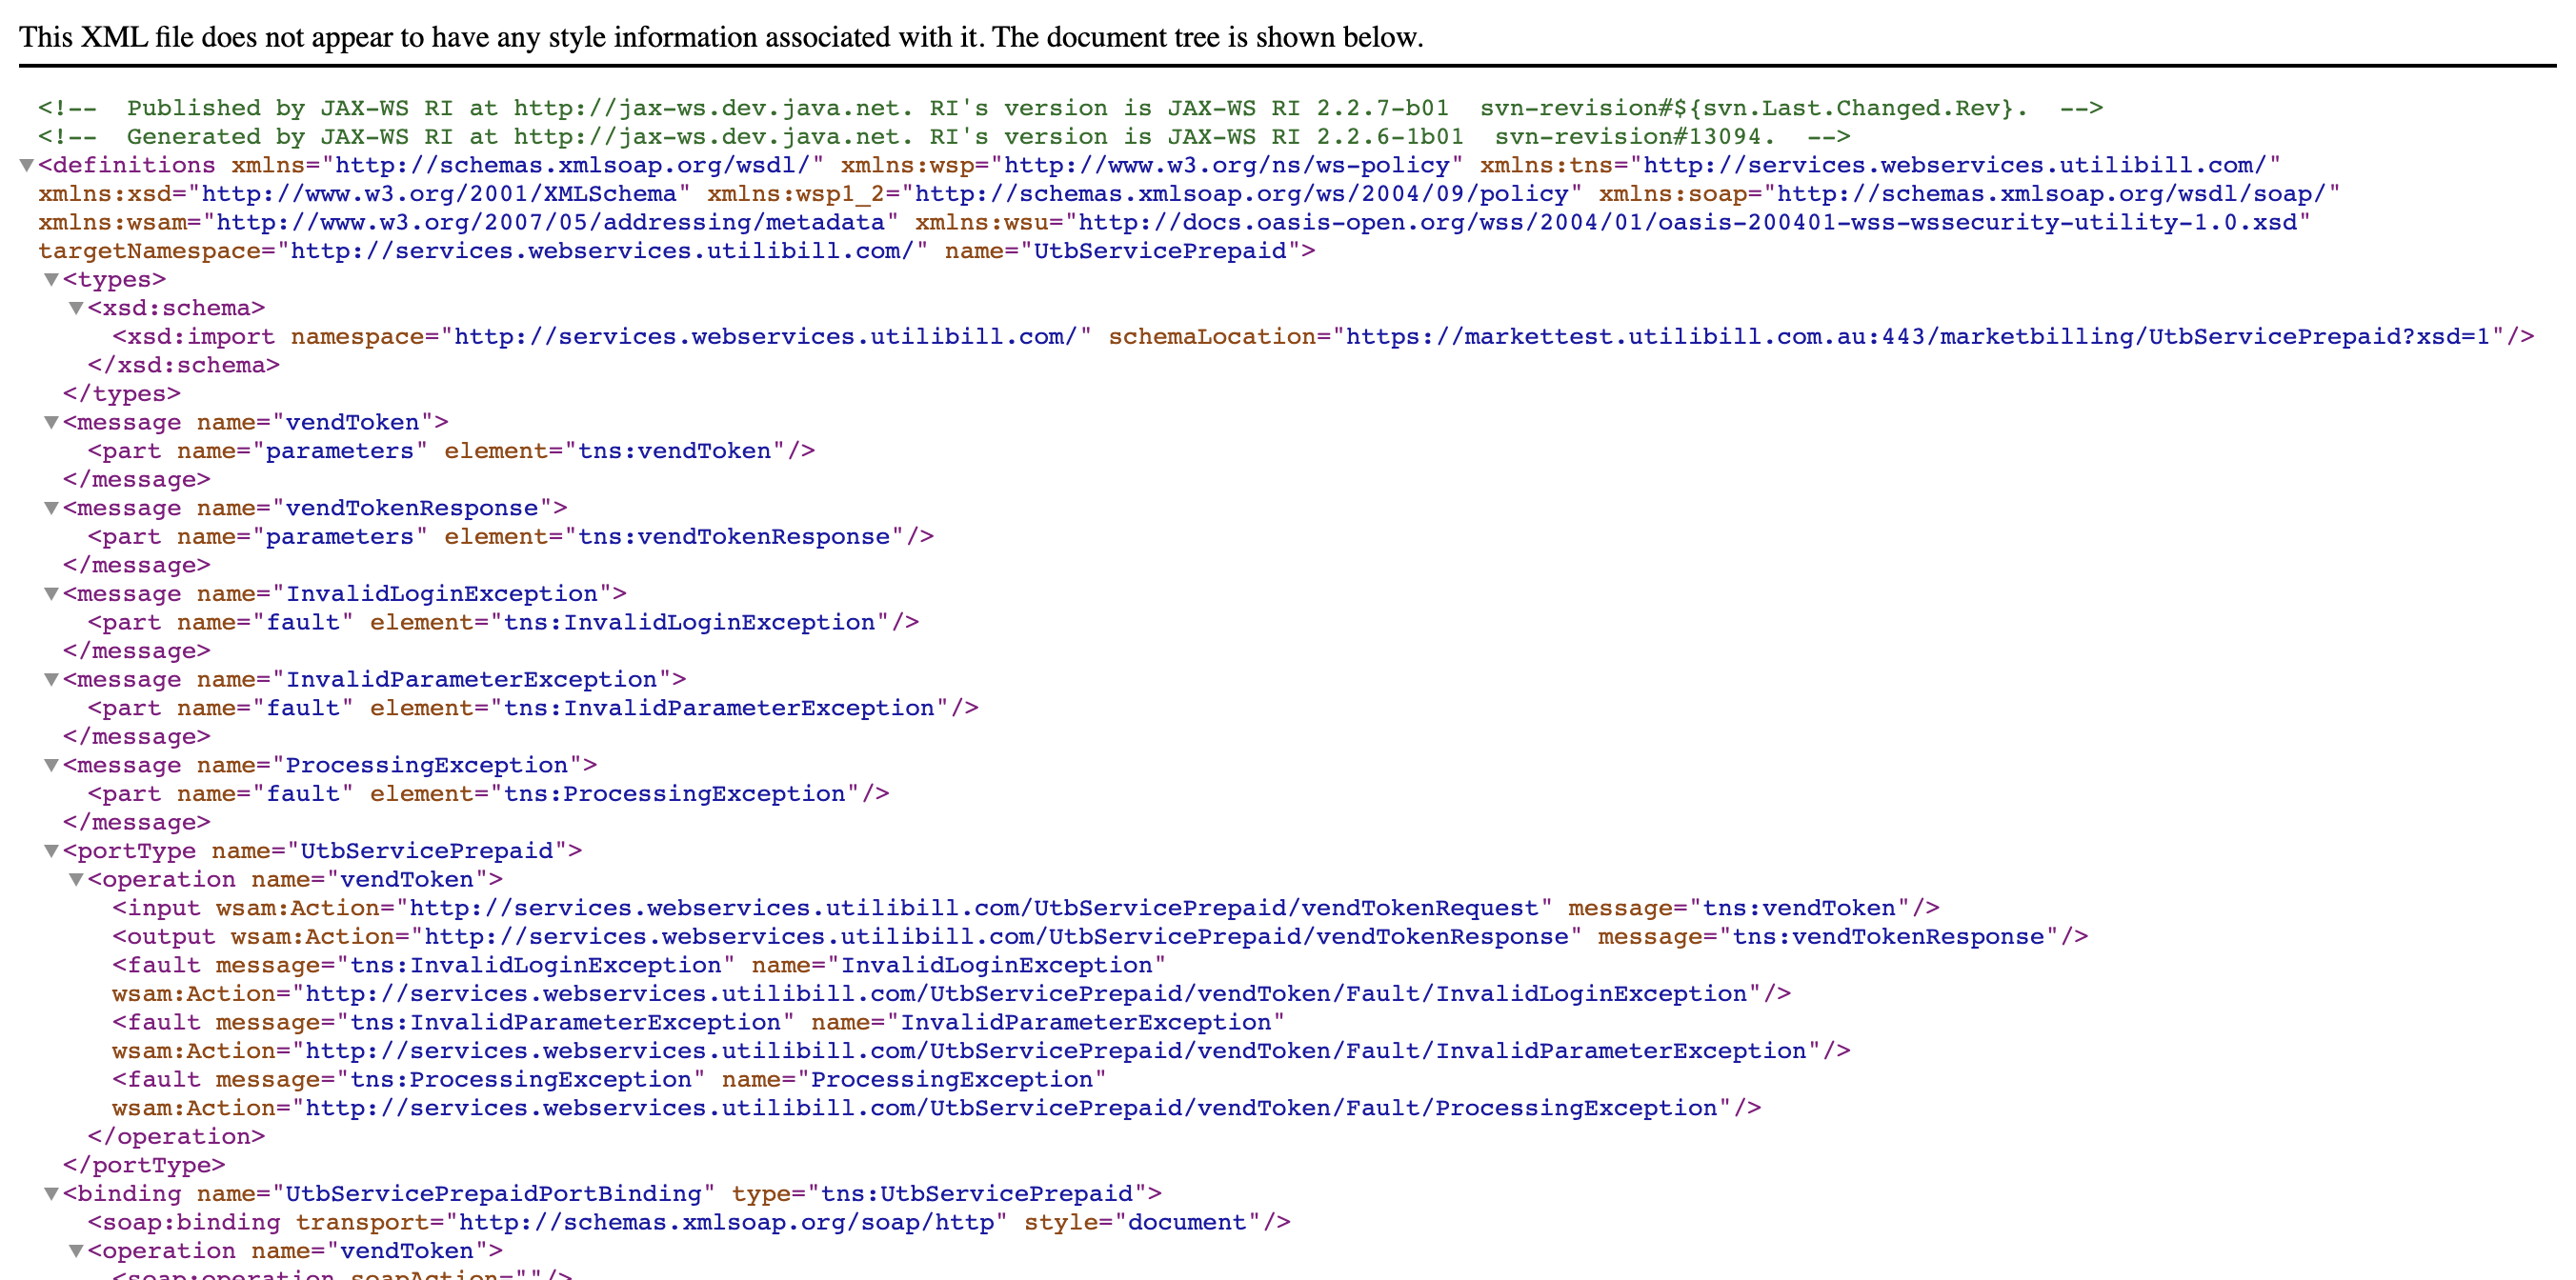 This XML file does not appear to have any style information associated with it. The document tree is shown below.
<!-- Published by JAX-WS RI at http://jax-ws.dev.java.net. RI's version is JAX-WS RI 2.2.7-b01 svn-revision#${svn.Last.Changed.Rev}. -->
<!-- Generated by JAX-WS RI at http://jax-ws.dev.java.net. RI's version is JAX-WS RI 2.2.6-1b01 svn-revision#13094. -->
▼<definitions xmlns="http://schemas.xmlsoap.org/wsdl/" xmlns:wsp="http://www.w3.org/ns/ws-policy" xmlns:tns="http://services.webservices.utilibill.com/"
xmlns:xsd="http://www.w3.org/2001/XMLSchema" xmlns:wsp1_2="http://schemas.xmlsoap.org/ws/2004/09/policy" xmlns:soap="http://schemas.xmlsoap.org/wsdl/soap/"
xmlns:wsam="http://www.w3.org/2007/05/addressing/metadata" xmlns:wsu="http://docs.oasis-open.org/wss/2004/01/oasis-200401-wss-wssecurity-utility-1.0.xsd"
targetNamespace="http://services.webservices.utilibill.com/" name="UtbServicePrepaid">
▼<types>
▼<xsd:schema>
<xsd:import namespace="http://services.webservices.utilibill.com/" schemaLocation="https://markettest.utilibill.com.au:443/marketbilling/UtbServicePrepaid?xsd=1"/>
</xsd:schema>
</types>
▼<message name="vendToken">
<part name="parameters" element="tns:vendToken"/>
</message>
▼<message name="vendTokenResponse">
<part name="parameters" element="tns:vendTokenResponse"/>
</message>
▼<message name="InvalidLoginException">
<part name="fault" element="tns:InvalidLoginException"/>
</message>
▼<message name="InvalidParameterException">
<part name="fault" element="tns:InvalidParameterException"/>
</message>
▼<message name="ProcessingException">
<part name="fault" element="tns:ProcessingException"/>
</message>
▼<portType name="UtbServicePrepaid">
▼<operation name="vendToken">
<input wsam:Action="http://services.webservices.utilibill.com/UtbServicePrepaid/vendTokenRequest" message="tns:vendToken"/>
<output wsam:Action="http://services.webservices.utilibill.com/UtbServicePrepaid/vendTokenResponse" message="tns:vendTokenResponse"/>
<fault message="tns:InvalidLoginException" name="InvalidLoginException"
wsam:Action="http://services.webservices.utilibill.com/UtbServicePrepaid/vendToken/Fault/InvalidLoginException"/>
<fault message="tns:InvalidParameterException" name="InvalidParameterException"
wsam:Action="http://services.webservices.utilibill.com/UtbServicePrepaid/vendToken/Fault/InvalidParameterException"/>
<fault message="tns:ProcessingException" name="ProcessingException"
wsam:Action="http://services.webservices.utilibill.com/UtbServicePrepaid/vendToken/Fault/ProcessingException"/>
</operation>
</portType>
▼<binding name="UtbServicePrepaidPortBinding" type="tns:UtbServicePrepaid">
<soap:binding transport="http://schemas.xmlsoap.org/soap/http" style="document"/>
▼<operation name="vendToken">
<soap:operation soapAction=""/>